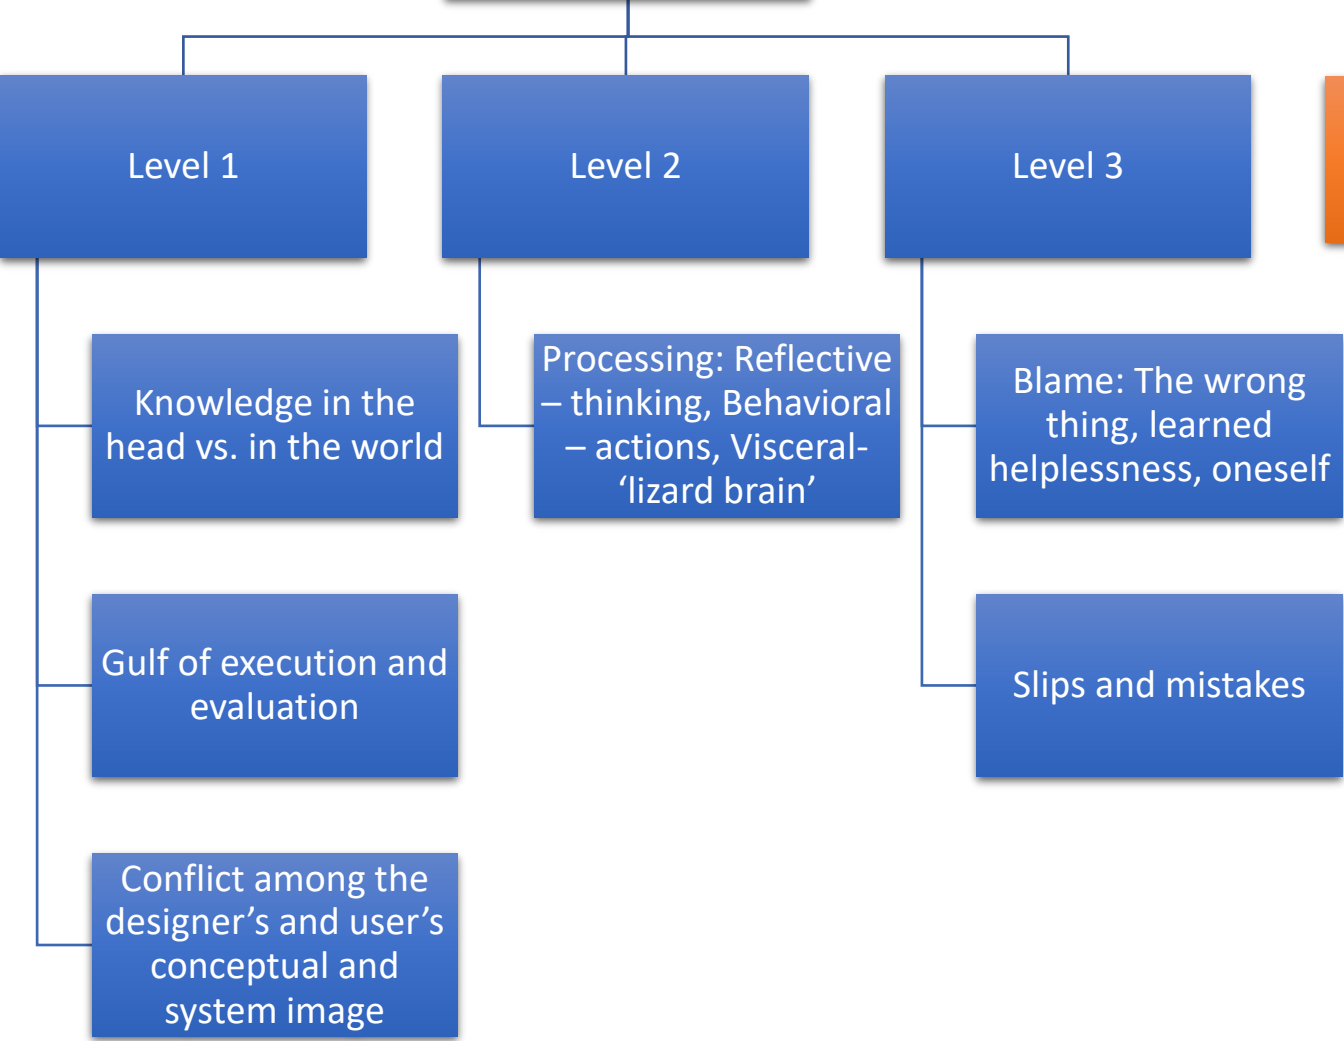 Level 1
Level 2
Level 3
Knowledge in the
head vs. in the world
Processing: Reflective
– thinking, Behavioral
– actions, Visceral-
‘lizard brain’
Blame: The wrong
thing, learned
helplessness, oneself
Gulf of execution and
evaluation
Slips and mistakes
Conflict among the
designer’s and user’s
conceptual and
system image